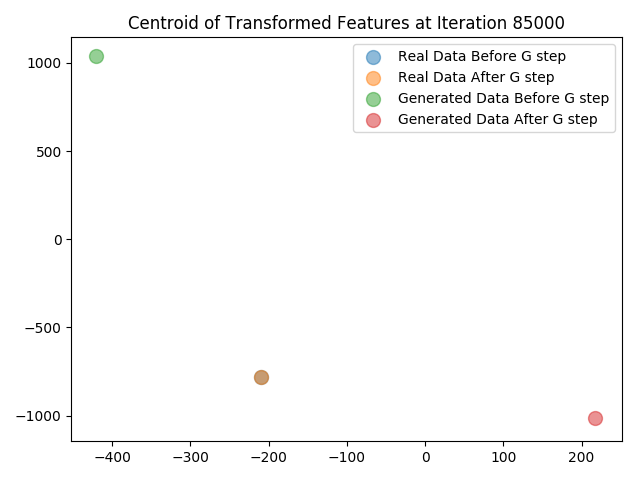 Centroid of Transformed Features at Iteration 85000
Real Data Before G step
Real Data After G step
Generated Data Before G step
Generated Data After G step
1000
500
0
−500
−1000
−400 −300 −200 −100 0 100 200